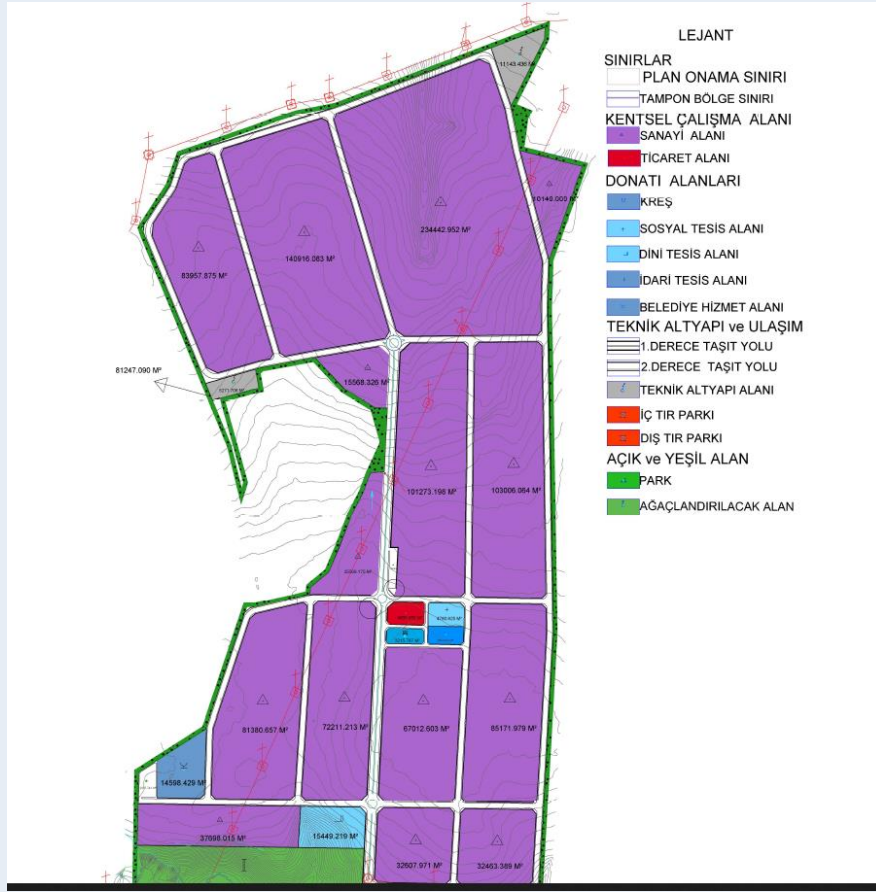 LEJANT
SINIRLAR
PLAN ONAMA SINIRI
TAMPON BÖLGE SINIRI
KENTSEL ÇALIŞMA ALANI
SANAYİ ALANI
TİCARET ALANI
DONATI ALANLARI
KREŞ
SOSYAL TESİS ALANI
DİNİ TESİS ALANI
İDARİ TESİS ALANI
BELEDİYE HİZMET ALANI
TEKNİK ALTYAPI ve ULAŞIM
1.DERECE TAŞIT YOLU
2.DERECE TAŞIT YOLU
TEKNİK ALTYAPI ALANI
İÇ TIR PARKI
DIŞ TIR PARKI
AÇIK ve YEŞİL ALAN
PARK
AĞAÇLANDIRILACAK ALAN
11143.436 M²
10148.000 M²
234442.952 M²
140916.083 M²
83957.875 M²
81247.090 M²
15568.326 M²
101273.198 M²
103006.064 M²
81380.657 M²
72211.213 M²
67012.603 M²
65171.979 M²
14598.429 M²
37698.015 M²
15449.219 M²
32607.971 M²
32463.389 M²